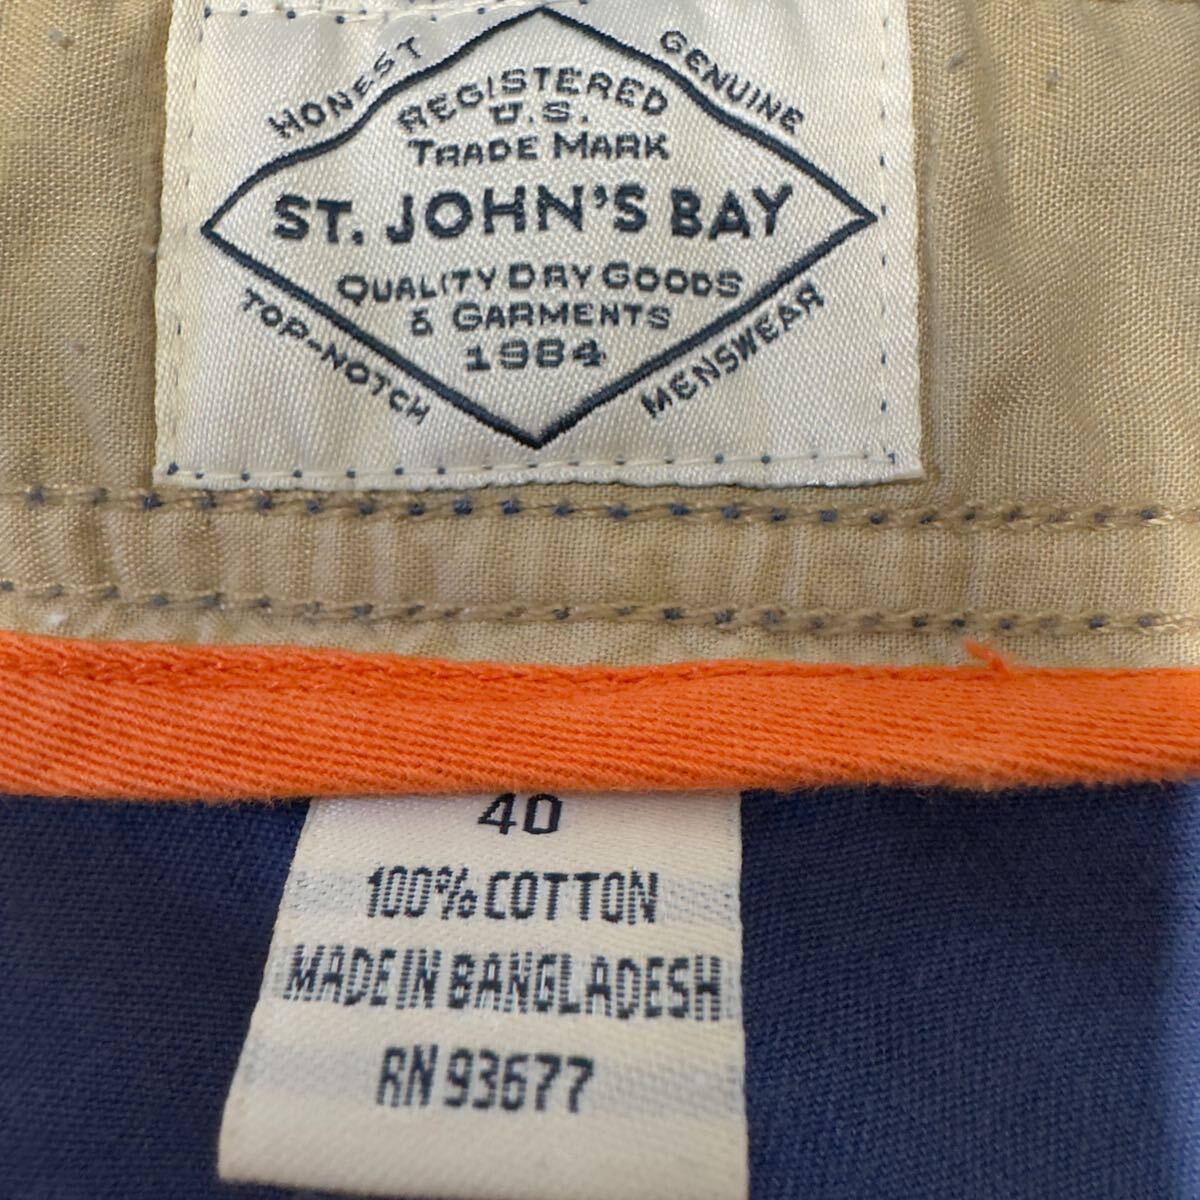 HONEST
GENUINE
REGISTERED
U.S.
TRADE MARK
ST. JOHN'S BAY
QUALITY DRY GOODS
& GARMENTS
1984
TOP-NOTCH
MENSWEAR
40
100% COTTON
MADE IN BANGLADESH
RN 93677